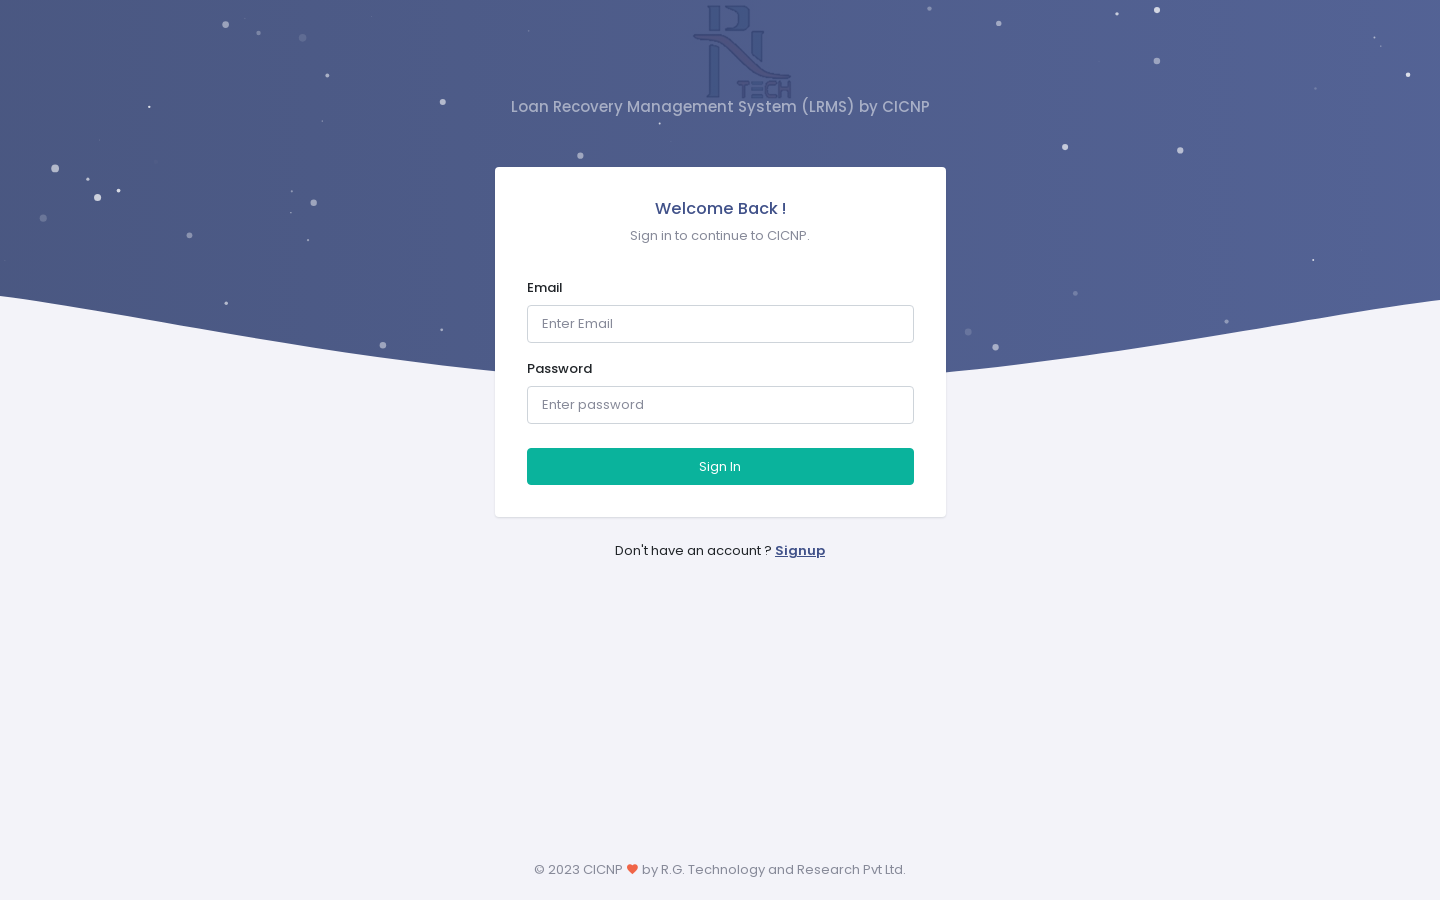 TECH
Loan Recovery Management System (LRMS) by CICNP
Welcome Back !
Sign in to continue to CICNP.
Email
Enter Email
Password
Enter password
Sign In
Don't have an account ? Signup
© 2023 CICNP ❤ by R.G. Technology and Research Pvt Ltd.